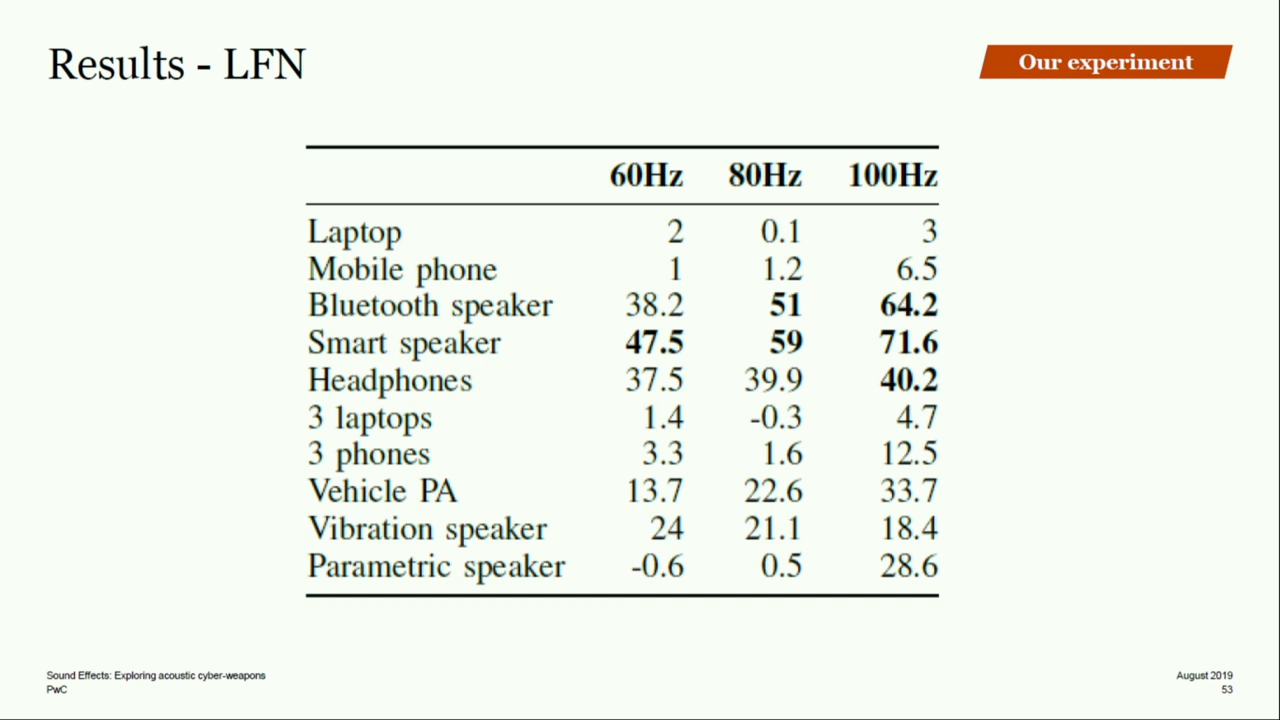 Results - LFN
Our experiment
60Hz 80Hz 100Hz
Laptop 2 0.1 3
Mobile phone 1 1.2 6.5
Bluetooth speaker 38.2 51 64.2
Smart speaker 47.5 59 71.6
Headphones 37.5 39.9 40.2
3 laptops 1.4 -0.3 4.7
3 phones 3.3 1.6 12.5
Vehicle PA 13.7 22.6 33.7
Vibration speaker 24 21.1 18.4
Parametric speaker -0.6 0.5 28.6
Sound Effects: Exploring acoustic cyber-weapons
PwC
August 2019
53